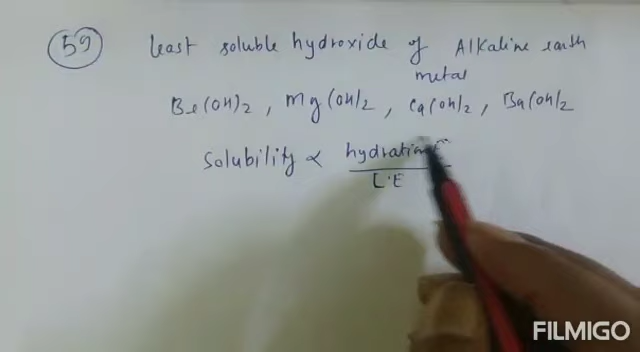 59 Least soluble hydroxide of Alkaline earth
metal
Be(OH)2, Mg(OH)2, Ca(OH)2, Ba(OH)2
Solubility ∝ hydration
L.E
FILMIGO